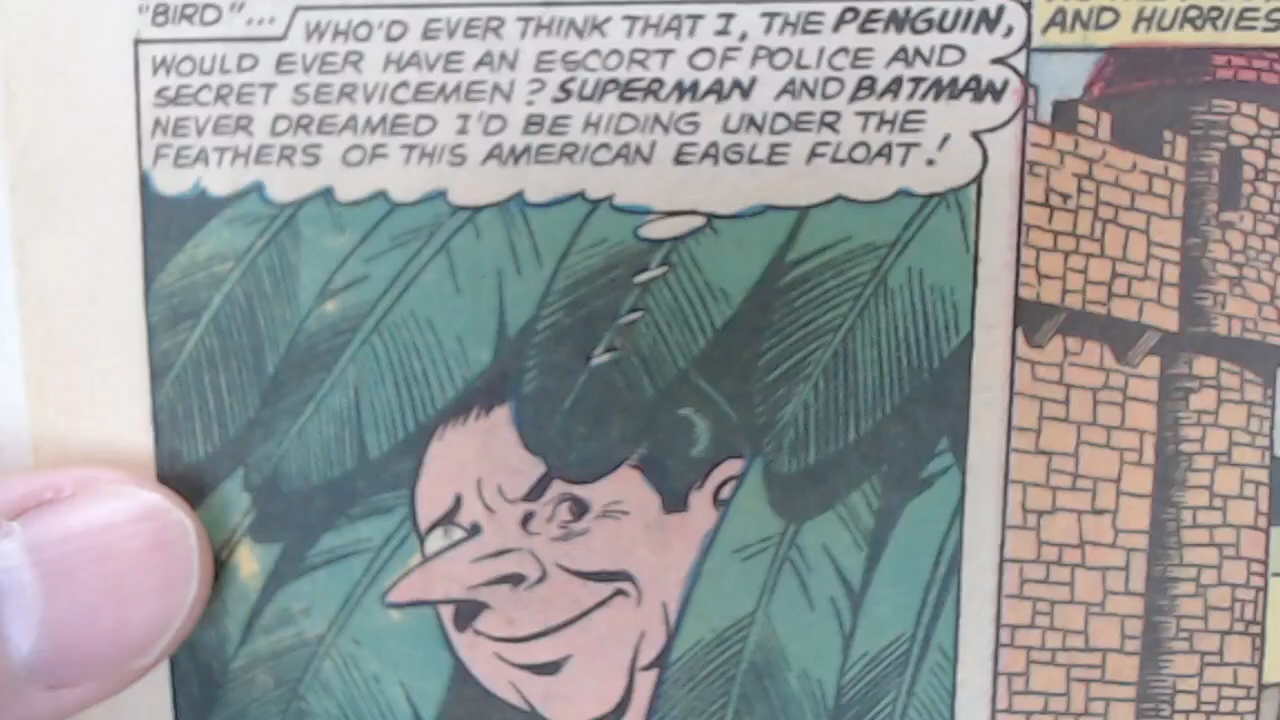 "BIRD"...
WHO'D EVER THINK THAT I, THE PENGUIN,
WOULD EVER HAVE AN ESCORT OF POLICE AND
SECRET SERVICEMEN? SUPERMAN AND BATMAN
NEVER DREAMED I'D BE HIDING UNDER THE
FEATHERS OF THIS AMERICAN EAGLE FLOAT!
AND HURRIES